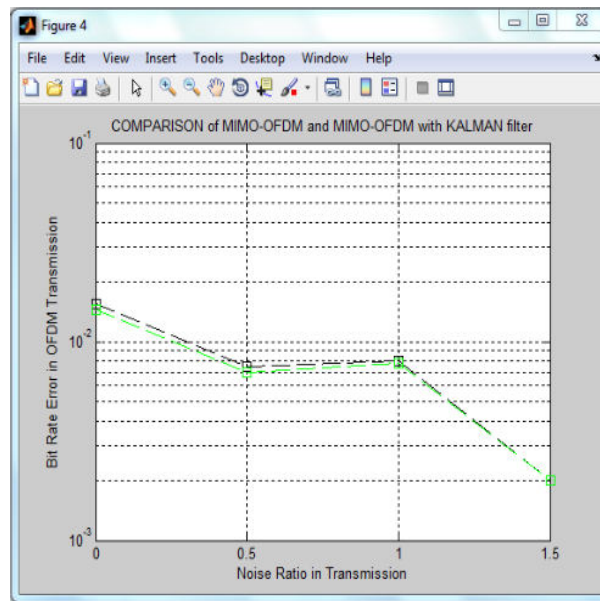 Figure 4
File Edit View Insert Tools Desktop Window Help
COMPARISON of MIMO-OFDM and MIMO-OFDM with KALMAN filter
10^-1
10^-2
10^-3
Bit Rate Error in OFDM Transmission
0 0.5 1 1.5
Noise Ratio in Transmission